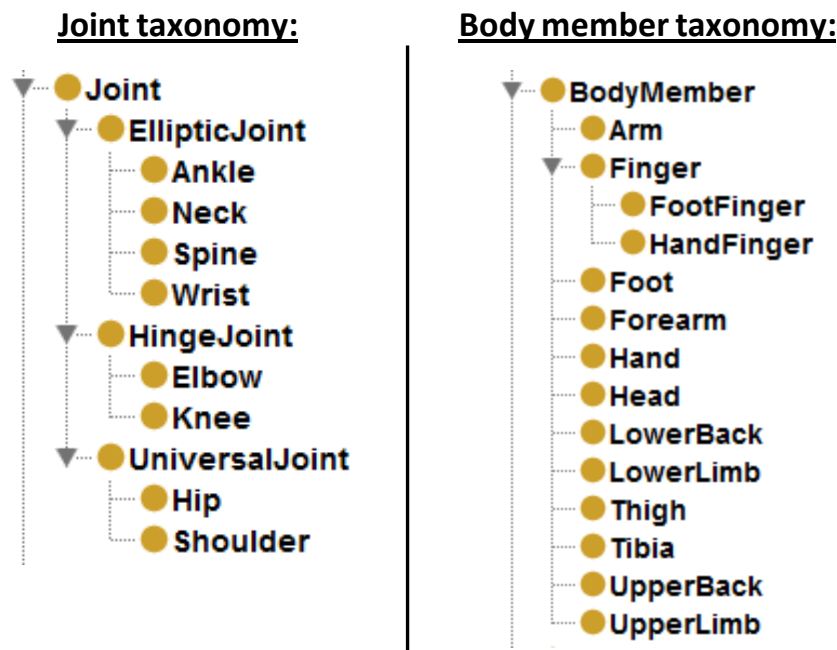 Joint taxonomy:
Joint
EllipticJoint
Ankle
Neck
Spine
Wrist
HingeJoint
Elbow
Knee
UniversalJoint
Hip
Shoulder
Body member taxonomy:
BodyMember
Arm
Finger
FootFinger
HandFinger
Foot
Forearm
Hand
Head
LowerBack
LowerLimb
Thigh
Tibia
UpperBack
UpperLimb